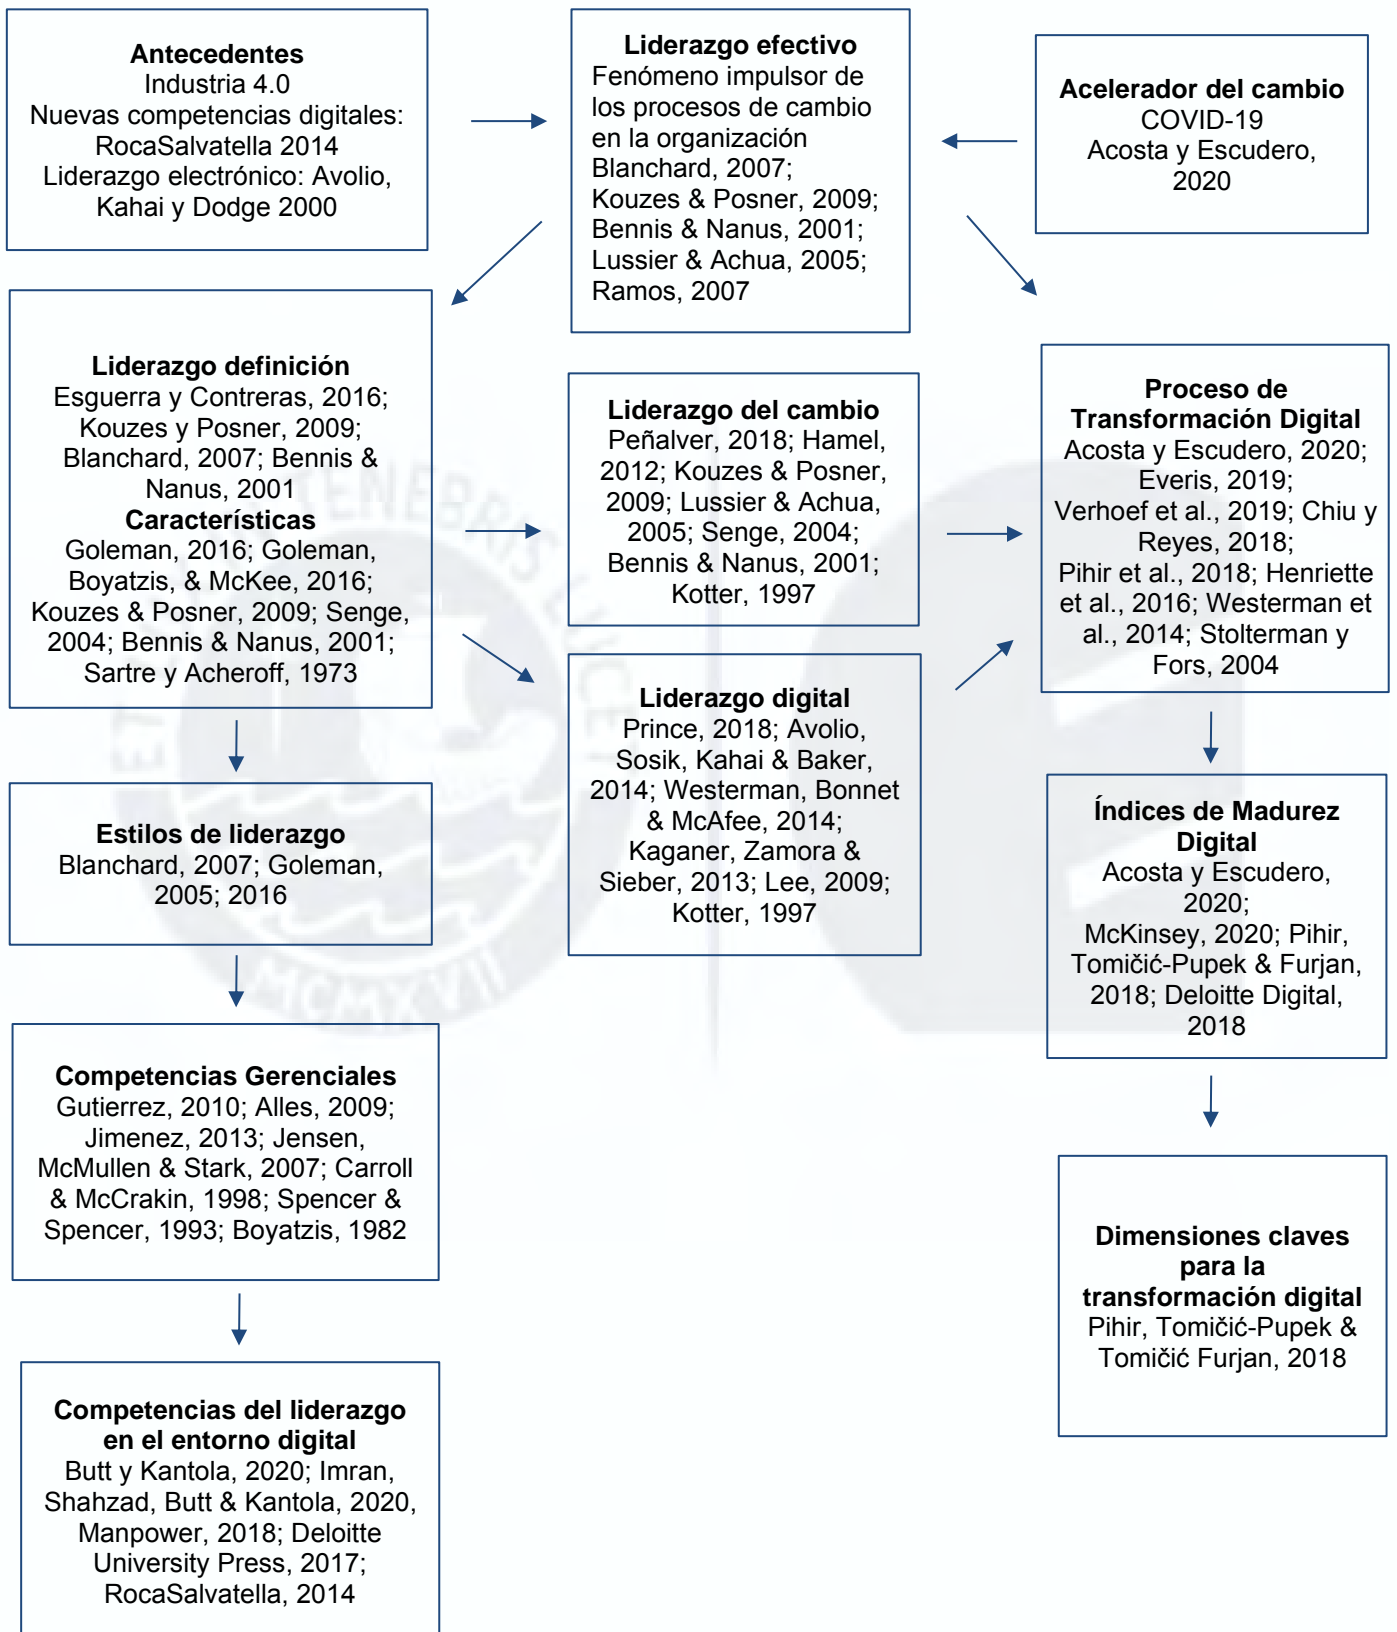 Antecedentes
Industria 4.0
Nuevas competencias digitales:
RocaSalvatella 2014
Liderazgo electrónico: Avolio,
Kahai y Dodge 2000
Liderazgo efectivo
Fenómeno impulsor de
los procesos de cambio
en la organización
Blanchard, 2007;
Kouzes & Posner, 2009;
Bennis & Nanus, 2001;
Lussier & Achua, 2005;
Ramos, 2007
Acelerador del cambio
COVID-19
Acosta y Escudero,
2020
Liderazgo definición
Esguerra y Contreras, 2016;
Kouzes y Posner, 2009;
Blanchard, 2007; Bennis &
Nanus, 2001
Características
Goleman, 2016; Goleman,
Boyatzis, & McKee, 2016;
Kouzes & Posner, 2009; Senge,
2004; Bennis & Nanus, 2001;
Sartre y Acheroff, 1973
Liderazgo del cambio
Peñalver, 2018; Hamel,
2012; Kouzes & Posner,
2009; Lussier & Achua,
2005; Senge, 2004;
Bennis & Nanus, 2001;
Kotter, 1997
Proceso de
Transformación Digital
Acosta y Escudero, 2020;
Everis, 2019;
Verhoef et al., 2019; Chiu y
Reyes, 2018;
Pihir et al., 2018; Henriette
et al., 2016; Westerman et
al., 2014; Stolterman y
Fors, 2004
Liderazgo digital
Prince, 2018; Avolio,
Sosik, Kahai & Baker,
2014; Westerman, Bonnet
& McAfee, 2014;
Kaganer, Zamora &
Sieber, 2013; Lee, 2009;
Kotter, 1997
Estilos de liderazgo
Blanchard, 2007; Goleman,
2005; 2016
Índices de Madurez
Digital
Acosta y Escudero,
2020;
McKinsey, 2020; Pihir,
Tomičić-Pupek & Furjan,
2018; Deloitte Digital,
2018
Competencias Gerenciales
Gutierrez, 2010; Alles, 2009;
Jimenez, 2013; Jensen,
McMullen & Stark, 2007; Carroll
& McCrakin, 1998; Spencer &
Spencer, 1993; Boyatzis, 1982
Dimensiones claves
para la
transformación digital
Pihir, Tomičić-Pupek &
Tomičić Furjan, 2018
Competencias del liderazgo
en el entorno digital
Butt y Kantola, 2020; Imran,
Shahzad, Butt & Kantola, 2020,
Manpower, 2018; Deloitte
University Press, 2017;
RocaSalvatella, 2014
ET LUX IN TENEBRIS LUCET
MCMXVII